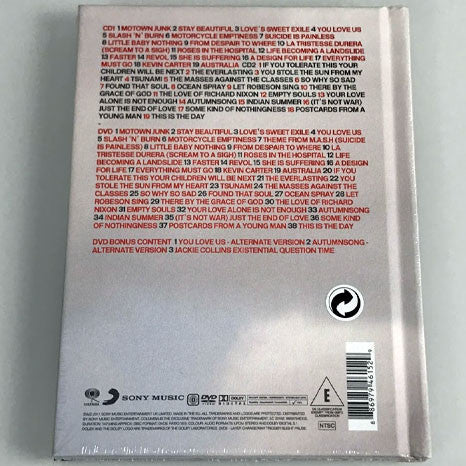 CD1 1 MOTOWN JUNK 2 STAY BEAUTIFUL 3 LOVE'S SWEET EXILE 4 YOU LOVE US
5 SLASH 'N' BURN 6 MOTORCYCLE EMPTINESS 7 SUICIDE IS PAINLESS
8 LITTLE BABY NOTHING 9 FROM DESPAIR TO WHERE 10 LA TRISTESSE DURERA
(SCREAM TO A SIGH) 11 ROSES IN THE HOSPITAL 12 LIFE BECOMING A LANDSLIDE
13 FASTER 14 REVOL 15 SHE IS SUFFERING 16 A DESIGN FOR LIFE 17 EVERYTHING
MUST GO 18 KEVIN CARTER 19 AUSTRALIA CD2 1 IF YOU TOLERATE THIS YOUR
CHILDREN WILL BE NEXT 2 THE EVERLASTING 3 YOU STOLE THE SUN FROM MY
HEART 4 TSUNAMI 5 THE MASSES AGAINST THE CLASSES 6 SO WHY SO SAD
7 FOUND THAT SOUL 8 OCEAN SPRAY 9 LET ROBESON SING 10 THERE BY THE
GRACE OF GOD 11 THE LOVE OF RICHARD NIXON 12 EMPTY SOULS 13 YOUR LOVE
ALONE IS NOT ENOUGH 14 AUTUMNSONG 15 INDIAN SUMMER 16 (IT'S NOT WAR)
JUST THE END OF LOVE 17 SOME KIND OF NOTHINGNESS 18 POSTCARDS FROM A
YOUNG MAN 19 THIS IS THE DAY
DVD 1 MOTOWN JUNK 2 STAY BEAUTIFUL 3 LOVE'S SWEET EXILE 4 YOU LOVE US
5 SLASH 'N' BURN 6 MOTORCYCLE EMPTINESS 7 THEME FROM M.A.S.H (SUICIDE
IS PAINLESS) 8 LITTLE BABY NOTHING 9 FROM DESPAIR TO WHERE 10 LA
TRISTESSE DURERA (SCREAM TO A SIGH) 11 ROSES IN THE HOSPITAL 12 LIFE
BECOMING A LANDSLIDE 13 FASTER 14 REVOL 15 SHE IS SUFFERING 16 A DESIGN
FOR LIFE 17 EVERYTHING MUST GO 18 KEVIN CARTER 19 AUSTRALIA 20 IF YOU
TOLERATE THIS YOUR CHILDREN WILL BE NEXT 21 THE EVERLASTING 22 YOU
STOLE THE SUN FROM MY HEART 23 TSUNAMI 24 THE MASSES AGAINST THE
CLASSES 25 SO WHY SO SAD 26 FOUND THAT SOUL 27 OCEAN SPRAY 28 LET
ROBESON SING 29 THERE BY THE GRACE OF GOD 30 THE LOVE OF RICHARD
NIXON 31 EMPTY SOULS 32 YOUR LOVE ALONE IS NOT ENOUGH 33 AUTUMNSONG
34 INDIAN SUMMER 35 (IT'S NOT WAR) JUST THE END OF LOVE 36 SOME KIND
OF NOTHINGNESS 37 POSTCARDS FROM A YOUNG MAN 38 THIS IS THE DAY
DVD BONUS CONTENT 1 YOU LOVE US - ALTERNATE VERSION 2 AUTUMNSONG -
ALTERNATE VERSION 3 JACKIE COLLINS EXISTENTIAL QUESTION TIME
SONY MUSIC
DVD
E
NTSC
6 86979 46152 9